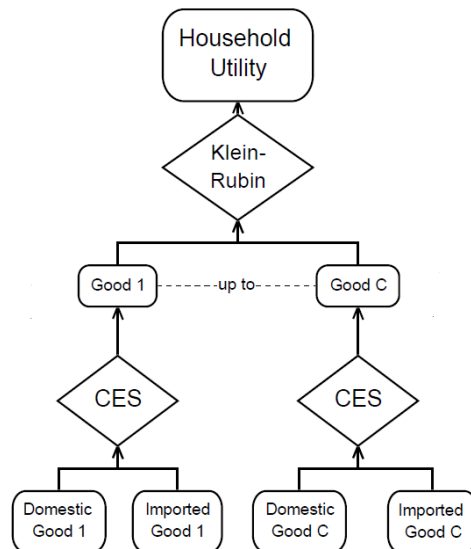 Household
Utility
Klein-
Rubin
Good 1
up to
Good C
CES
CES
Domestic
Good 1
Imported
Good 1
Domestic
Good C
Imported
Good C